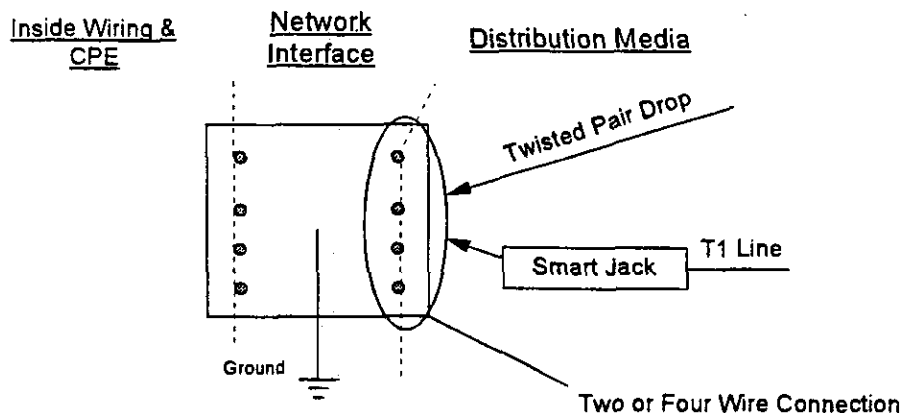 Inside Wiring &
CPE
Network
Interface
Distribution Media
Twisted Pair Drop
Smart Jack
T1 Line
Ground
Two or Four Wire Connection